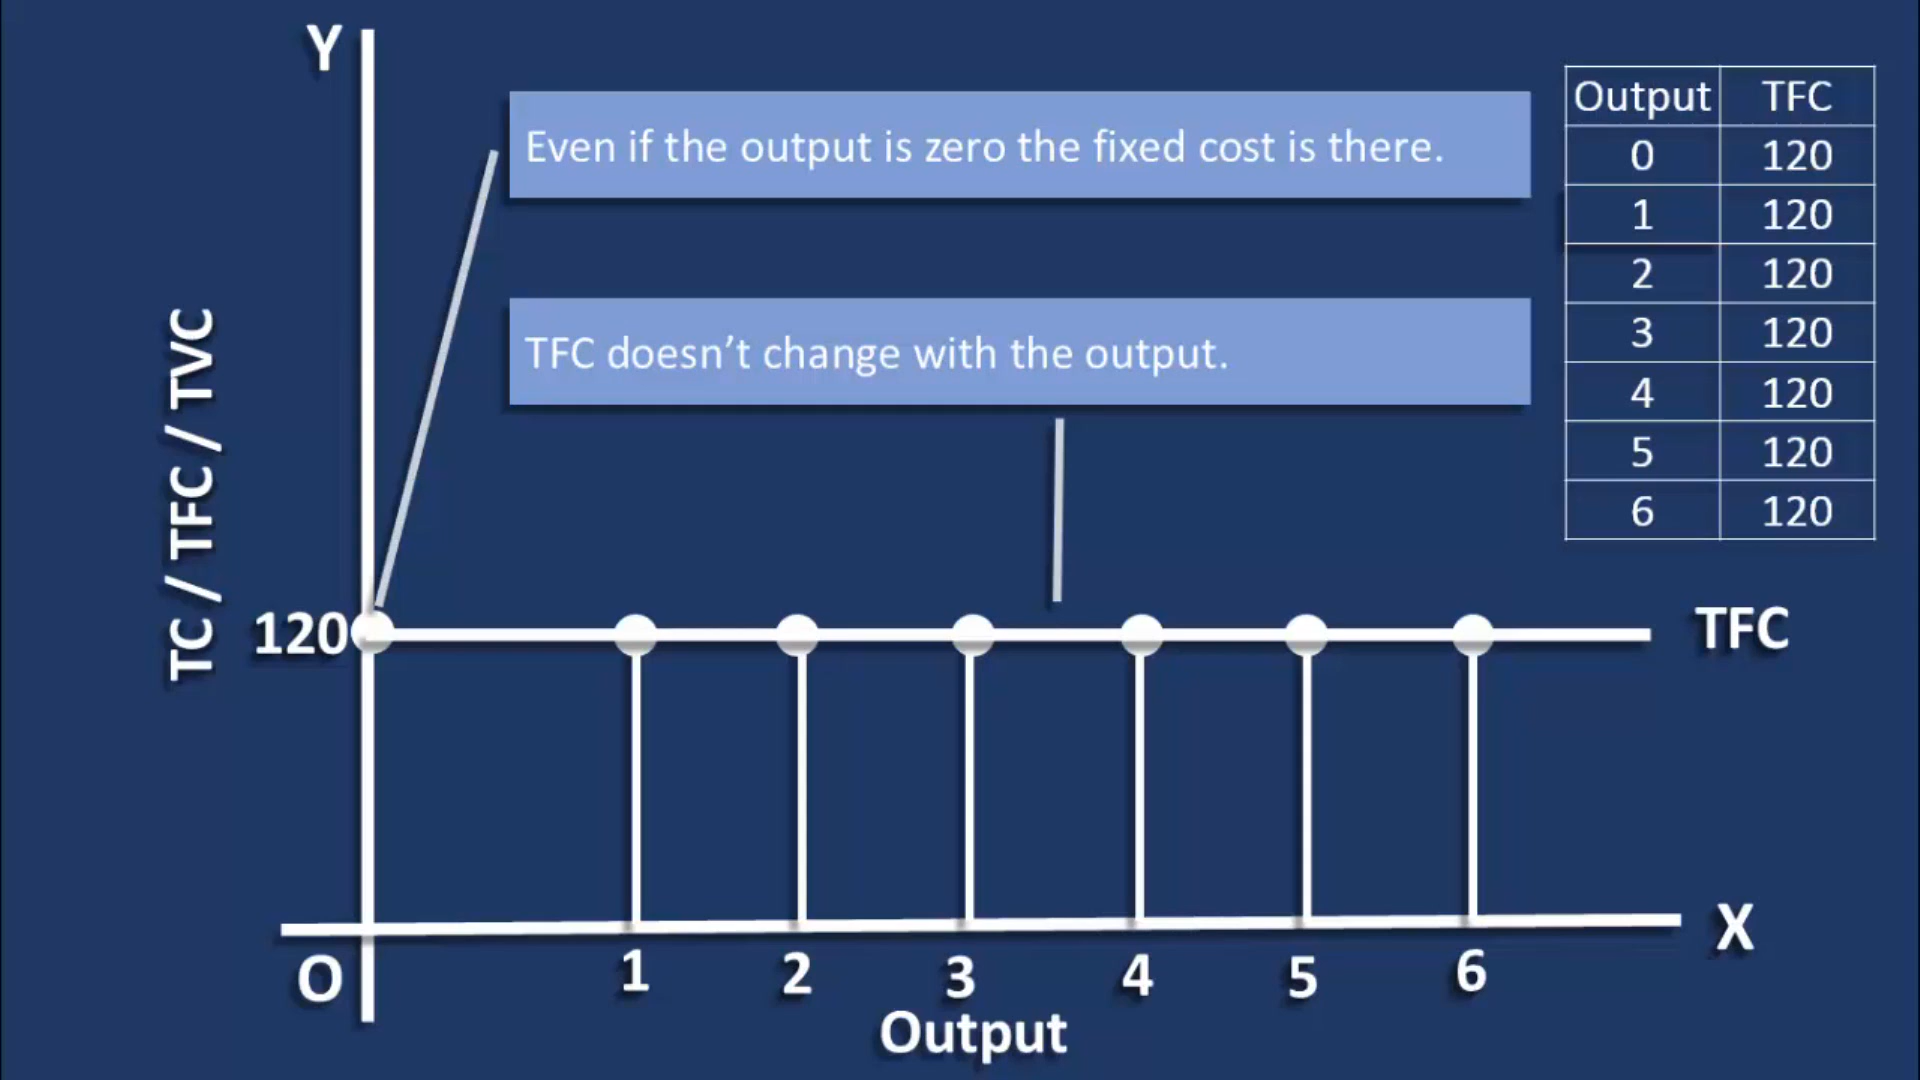 Y
Even if the output is zero the fixed cost is there.
TFC doesn’t change with the output.
Output TFC
0 120
1 120
2 120
3 120
4 120
5 120
6 120
TC / TFC / TVC
120
TFC
X
O
1 2 3 4 5 6
Output